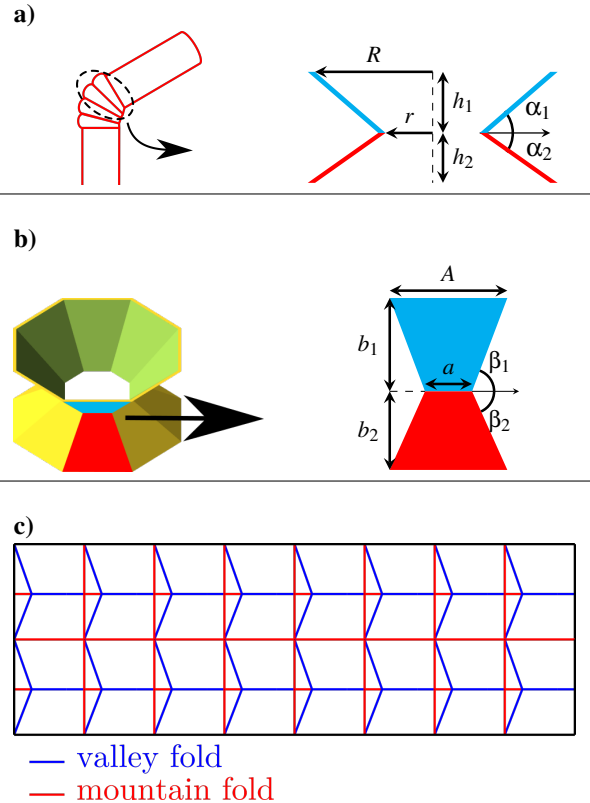 a)
R
h₁
r
α₁
α₂
h₂
b)
A
b₁
a
β₁
β₂
b₂
c)
valley fold
mountain fold